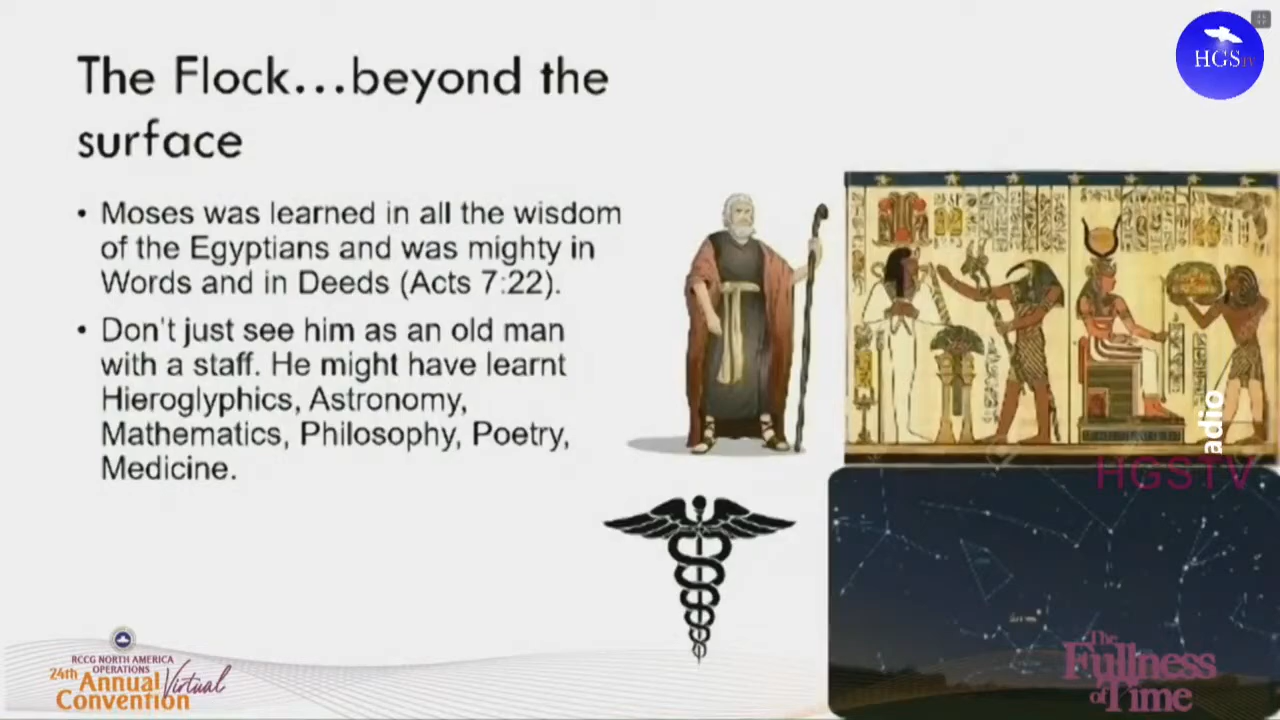 The Flock...beyond the
surface
• Moses was learned in all the wisdom
of the Egyptians and was mighty in
Words and in Deeds (Acts 7:22).
• Don't just see him as an old man
with a staff. He might have learnt
Hieroglyphics, Astronomy,
Mathematics, Philosophy, Poetry,
Medicine.
HGSTV
adio
HGSTV
RCCG NORTH AMERICA
OPERATIONS
24th Annual Virtual
Convention
The
Fullness
of Time